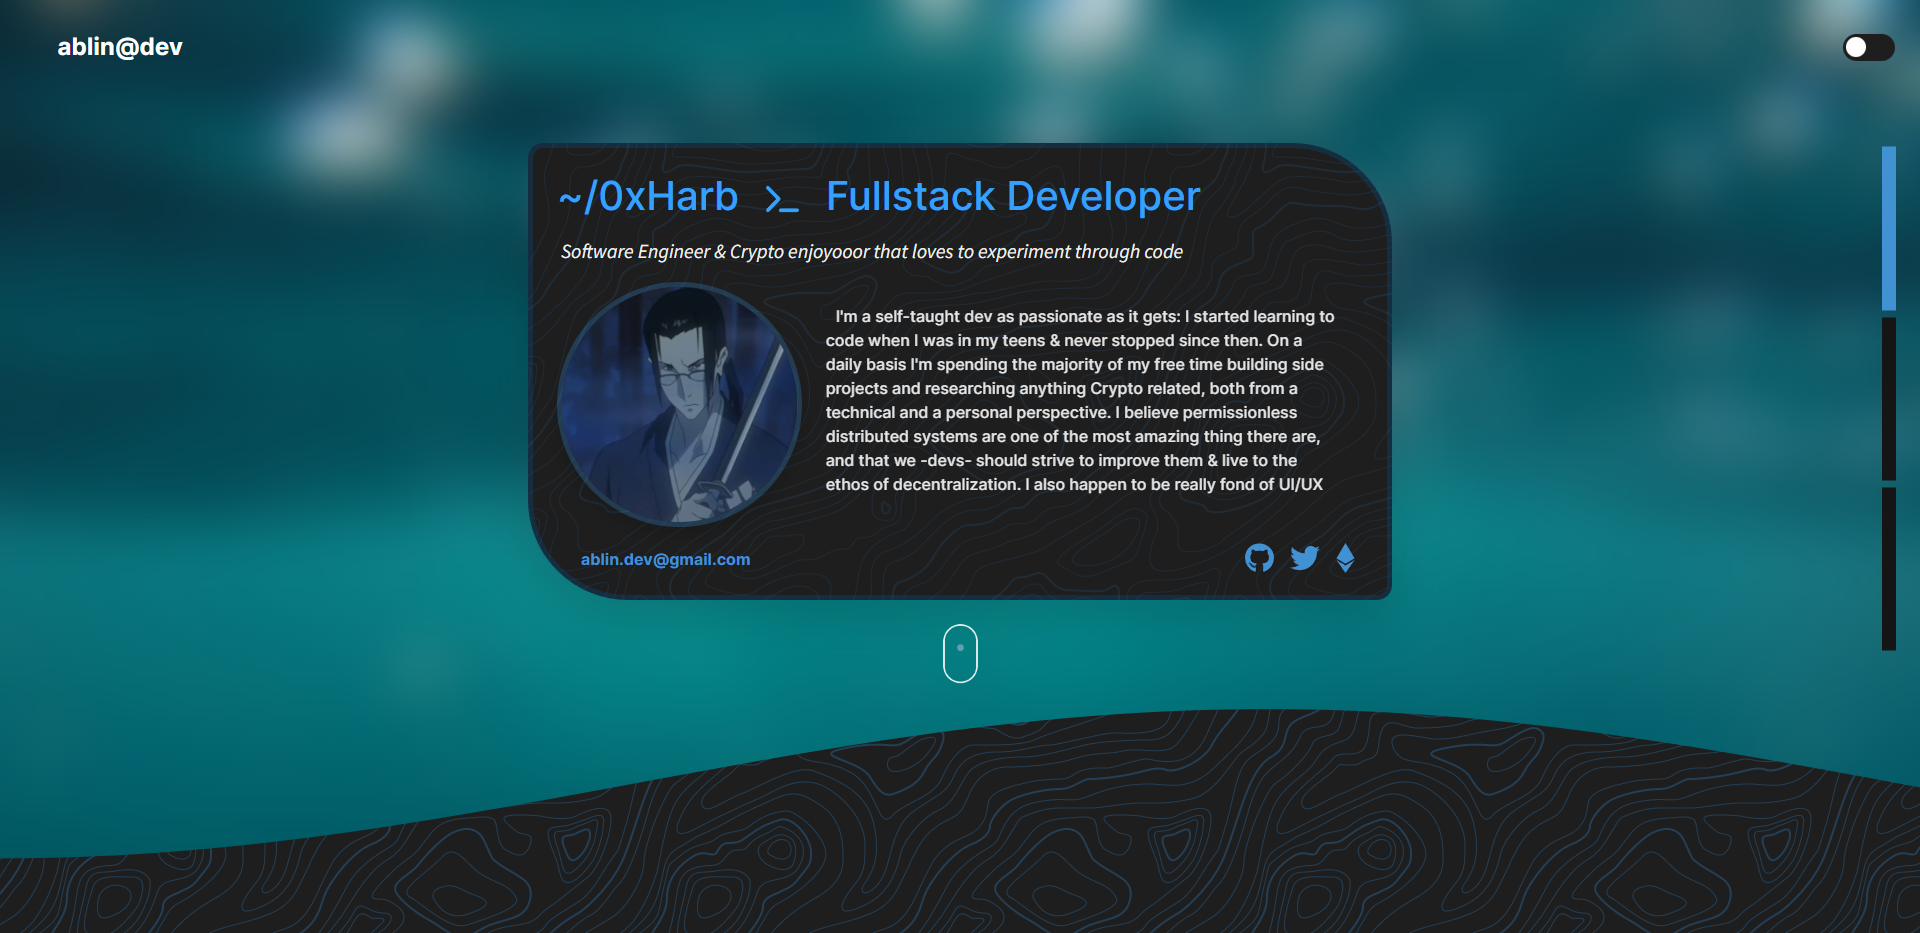 ablin@dev
~/0xHarb >_ Fullstack Developer
Software Engineer & Crypto enjoyooor that loves to experiment through code
I'm a self-taught dev as passionate as it gets: I started learning to
code when I was in my teens & never stopped since then. On a
daily basis I'm spending the majority of my free time building side
projects and researching anything Crypto related, both from a
technical and a personal perspective. I believe permissionless
distributed systems are one of the most amazing thing there are,
and that we -devs- should strive to improve them & live to the
ethos of decentralization. I also happen to be really fond of UI/UX
ablin.dev@gmail.com